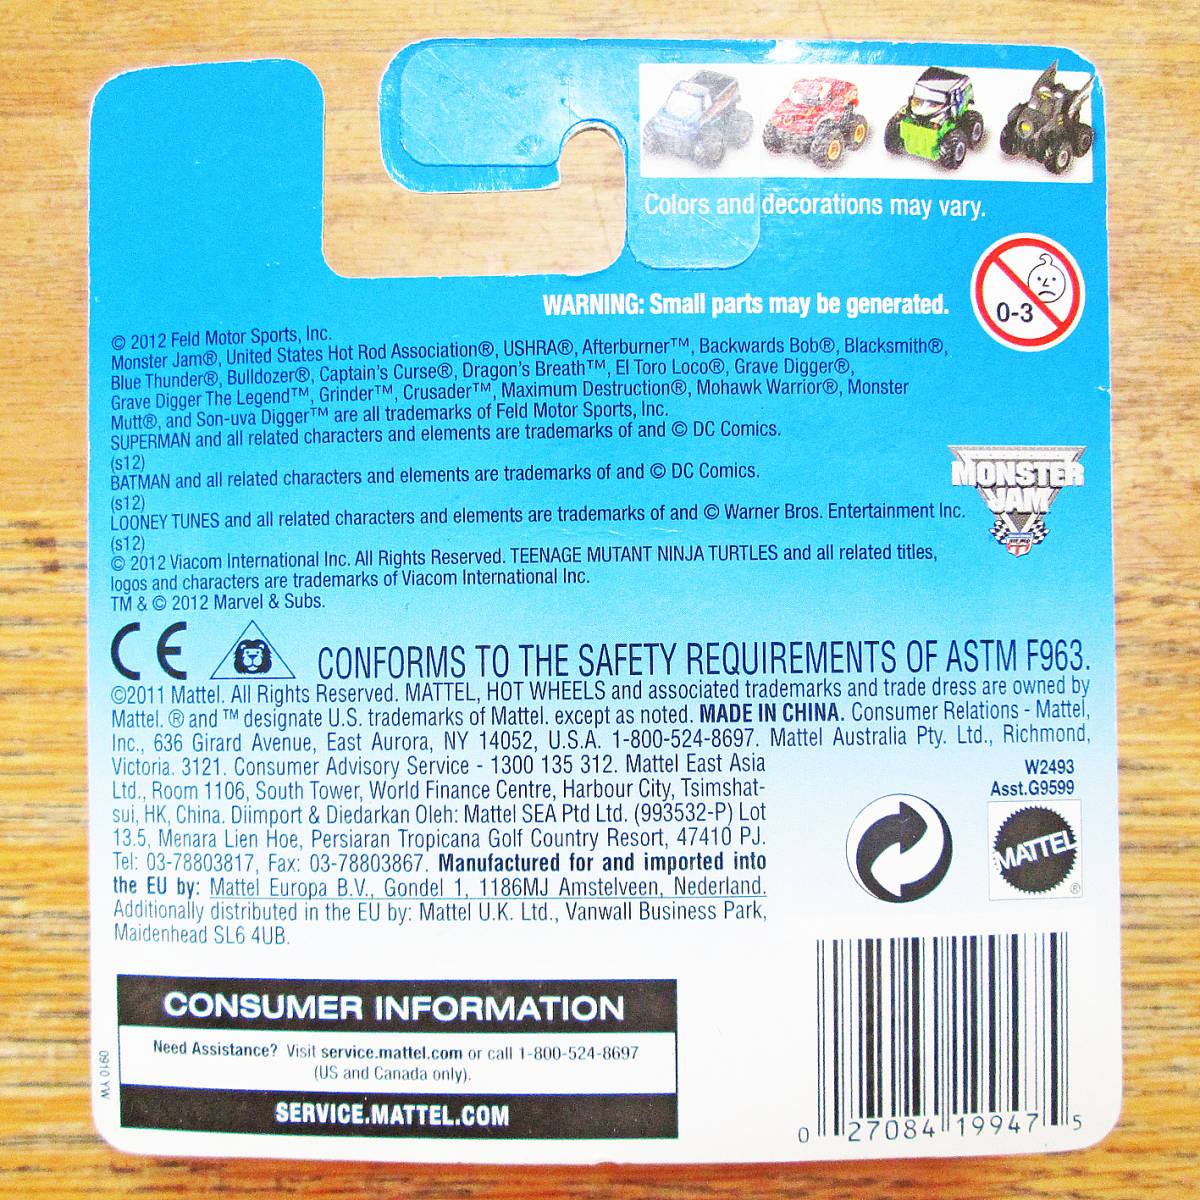 Colors and decorations may vary.
WARNING: Small parts may be generated.
0-3
© 2012 Feld Motor Sports, Inc.
Monster Jam®, United States Hot Rod Association®, USHRA®, Afterburner™, Backwards Bob®, Blacksmith®,
Blue Thunder®, Bulldozer®, Captain's Curse®, Dragon's Breath™, El Toro Loco®, Grave Digger®,
Grave Digger The Legend™, Grinder™, Crusader™, Maximum Destruction®, Mohawk Warrior®, Monster
Mutt®, and Son-uva Digger™ are all trademarks of Feld Motor Sports, Inc.
SUPERMAN and all related characters and elements are trademarks of and © DC Comics.
(s12)
BATMAN and all related characters and elements are trademarks of and © DC Comics.
(s12)
LOONEY TUNES and all related characters and elements are trademarks of and © Warner Bros. Entertainment Inc.
(s12)
© 2012 Viacom International Inc. All Rights Reserved. TEENAGE MUTANT NINJA TURTLES and all related titles,
logos and characters are trademarks of Viacom International Inc.
TM & © 2012 Marvel & Subs.
MONSTER
JAM
CE
CONFORMS TO THE SAFETY REQUIREMENTS OF ASTM F963.
©2011 Mattel. All Rights Reserved. MATTEL, HOT WHEELS and associated trademarks and trade dress are owned by
Mattel. ® and ™ designate U.S. trademarks of Mattel. except as noted. MADE IN CHINA. Consumer Relations - Mattel,
Inc., 636 Girard Avenue, East Aurora, NY 14052, U.S.A. 1-800-524-8697. Mattel Australia Pty. Ltd., Richmond,
Victoria. 3121. Consumer Advisory Service - 1300 135 312. Mattel East Asia
Ltd., Room 1106, South Tower, World Finance Centre, Harbour City, Tsimshat-
sui, HK, China. Diimport & Diedarkan Oleh: Mattel SEA Ptd Ltd. (993532-P) Lot
13.5, Menara Lien Hoe, Persiaran Tropicana Golf Country Resort, 47410 PJ.
Tel: 03-78803817, Fax: 03-78803867. Manufactured for and imported into
the EU by: Mattel Europa B.V., Gondel 1, 1186MJ Amstelveen, Nederland.
Additionally distributed in the EU by: Mattel U.K. Ltd., Vanwall Business Park,
Maidenhead SL6 4UB.
W2493
Asst.G9599
MATTEL
®
CONSUMER INFORMATION
Need Assistance? Visit service.mattel.com or call 1-800-524-8697
(US and Canada only).
SERVICE.MATTEL.COM
0910 YW
0 27084 19947 5